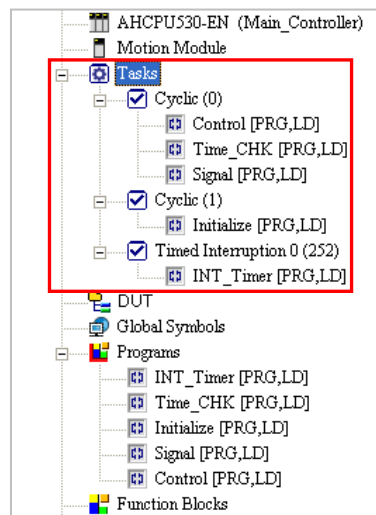 AHCPU530-EN (Main_Controller)
Motion Module
Tasks
Cyclic (0)
Control [PRG,LD]
Time_CHK [PRG,LD]
Signal [PRG,LD]
Cyclic (1)
Initialize [PRG,LD]
Timed Interruption 0 (252)
INT_Timer [PRG,LD]
DUT
Global Symbols
Programs
INT_Timer [PRG,LD]
Time_CHK [PRG,LD]
Initialize [PRG,LD]
Signal [PRG,LD]
Control [PRG,LD]
Function Blocks